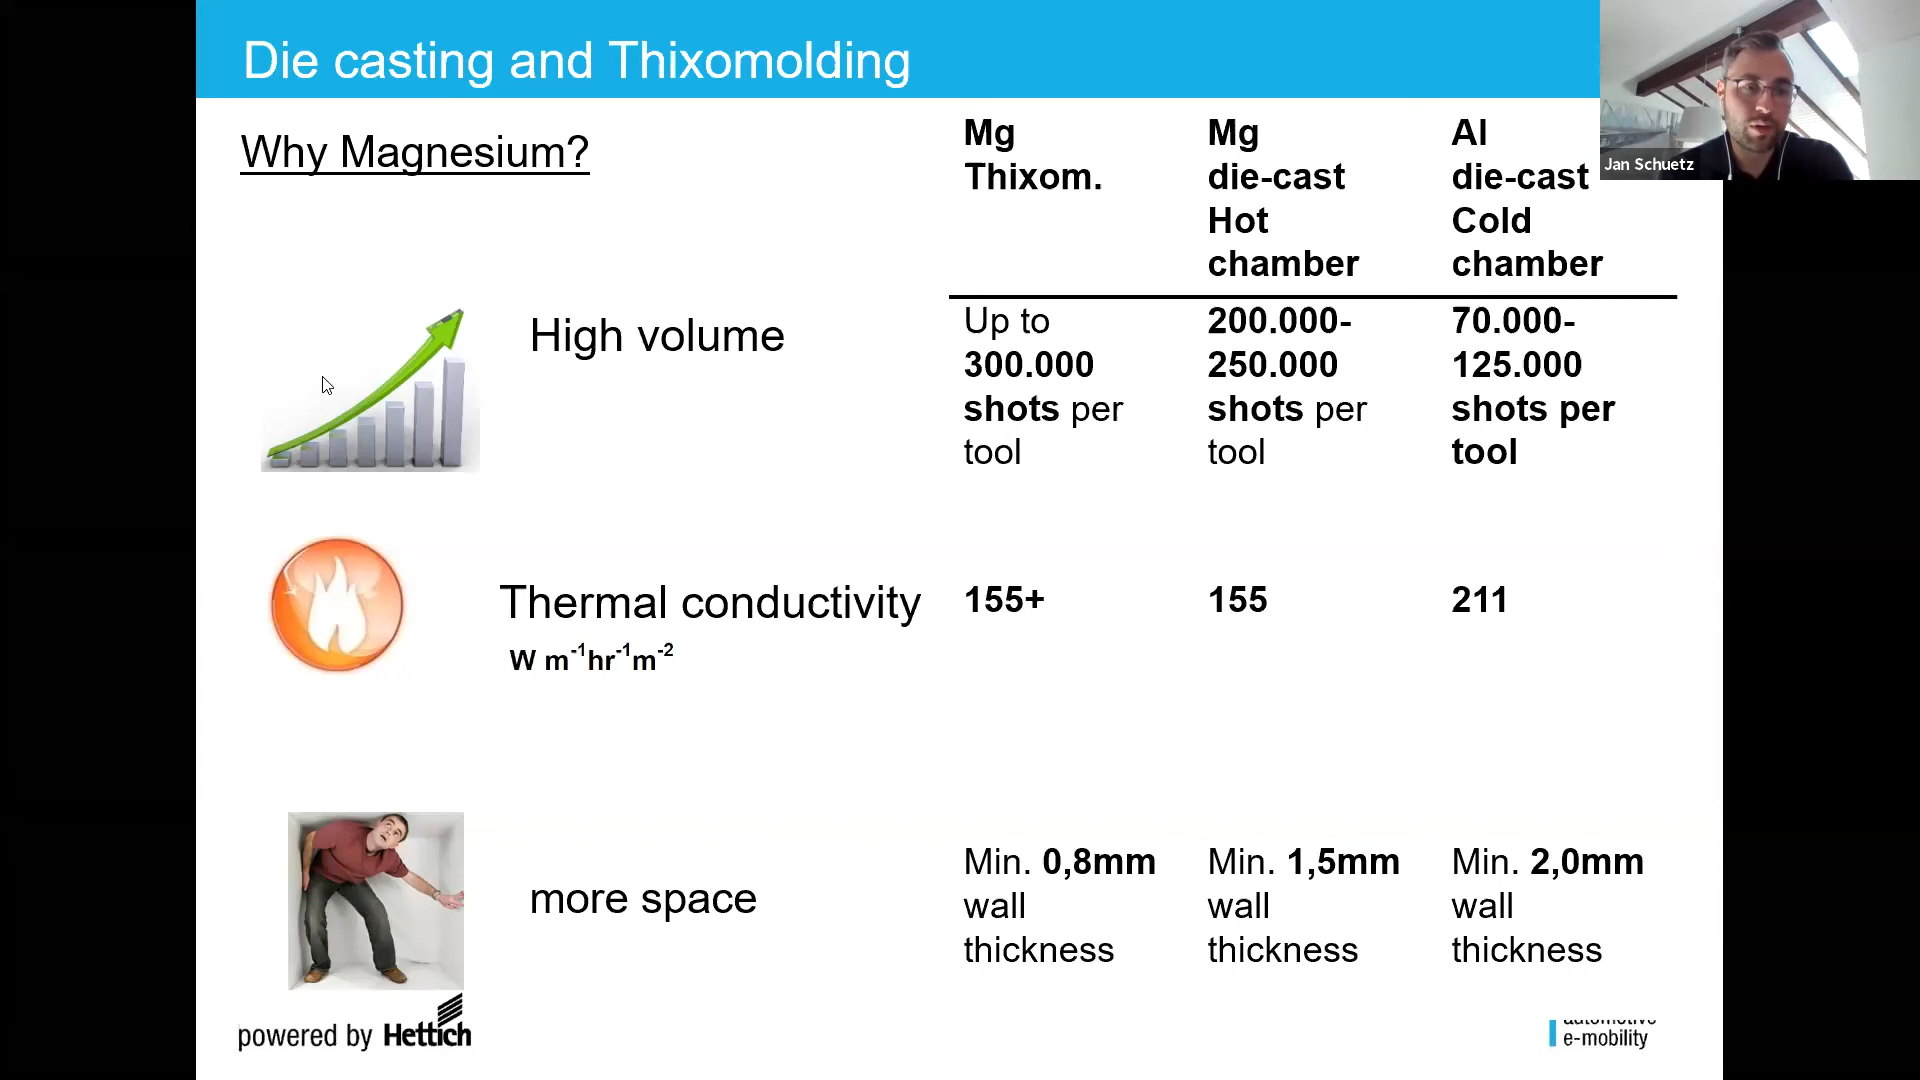 Die casting and Thixomolding
Jan Schuetz
Why Magnesium?
Mg
Thixom.
Mg
die-cast
Hot
chamber
Al
die-cast
Cold
chamber
High volume
Up to
300.000
shots per
tool
200.000-
250.000
shots per
tool
70.000-
125.000
shots per
tool
Thermal conductivity
W m⁻¹hr⁻¹m⁻²
155+
155
211
more space
Min. 0,8mm
wall
thickness
Min. 1,5mm
wall
thickness
Min. 2,0mm
wall
thickness
powered by Hettich
automotive
e-mobility